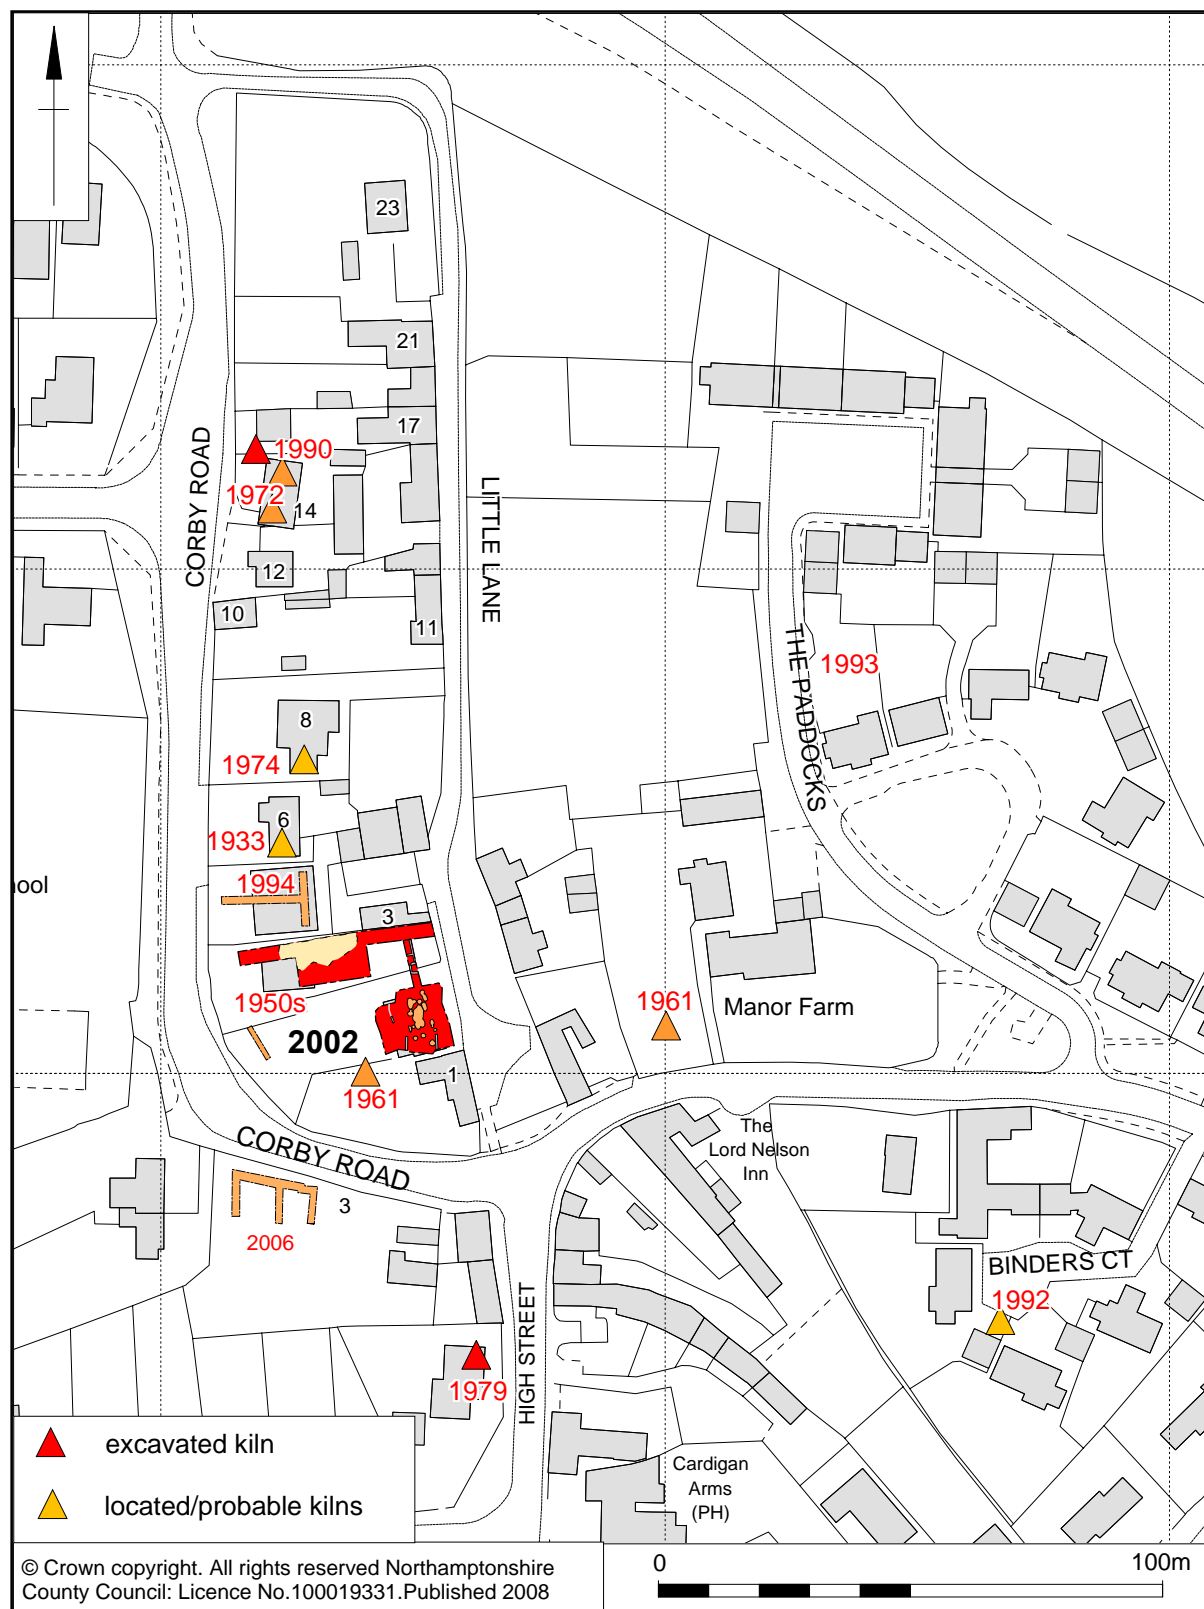 23
21
17
1990
1972
14
CORBY ROAD
LITTLE LANE
12
10
11
THE PADDOCKS
1993
8
1974
6
1933
1994
hool
3
1950s
2002
1961
Manor Farm
1
1961
CORBY ROAD
The
Lord Nelson
Inn
3
2006
BINDERS CT
1992
HIGH STREET
1979
Cardigan
Arms
(PH)
excavated kiln
located/probable kilns
© Crown copyright. All rights reserved Northamptonshire
County Council: Licence No.100019331.Published 2008
0 100m